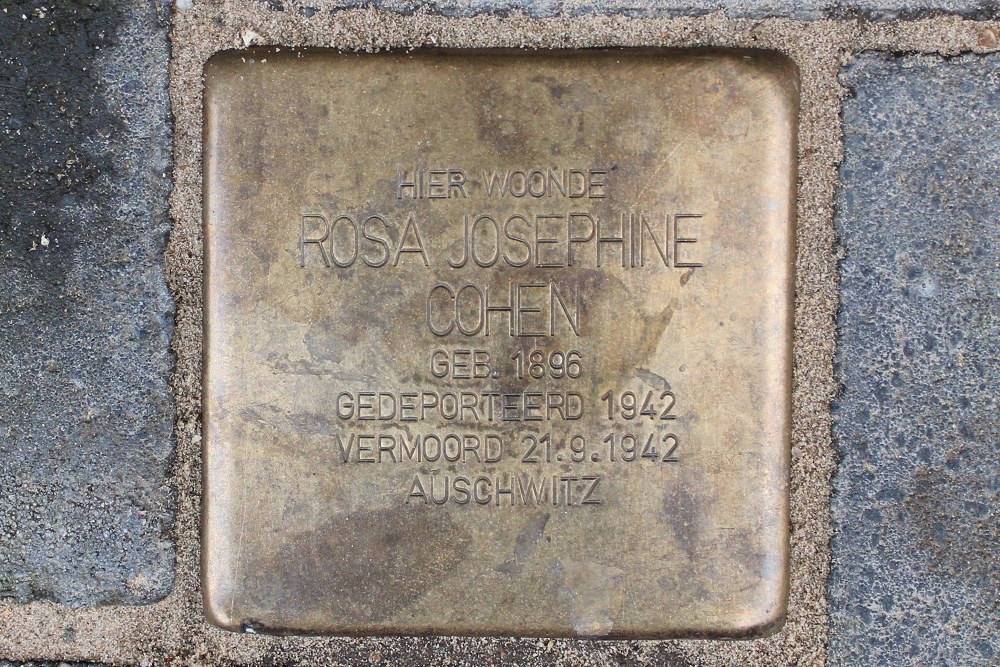 HIER WOONDE
ROSA JOSEPHINE
COHEN
GEB. 1896
GEDEPORTEERD 1942
VERMOORD 21.9.1942
AUSCHWITZ